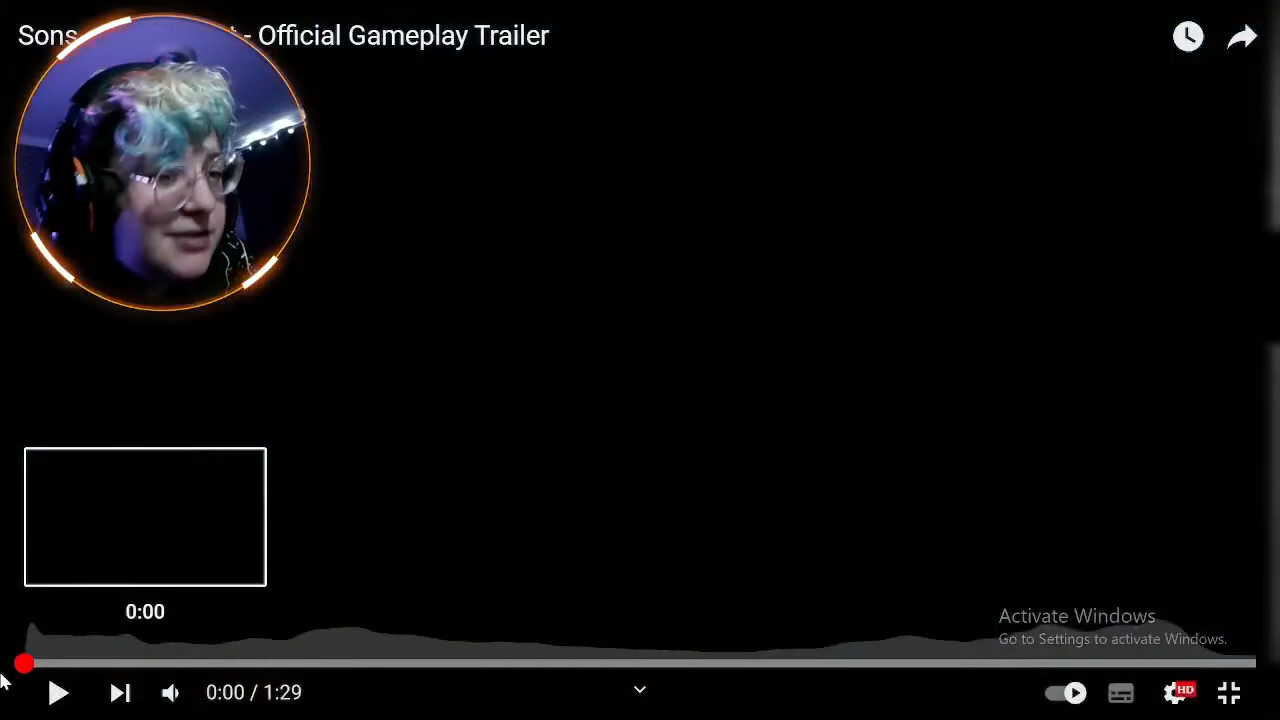 Sons - Official Gameplay Trailer
0:00
Activate Windows
Go to Settings to activate Windows.
0:00 / 1:29
HD